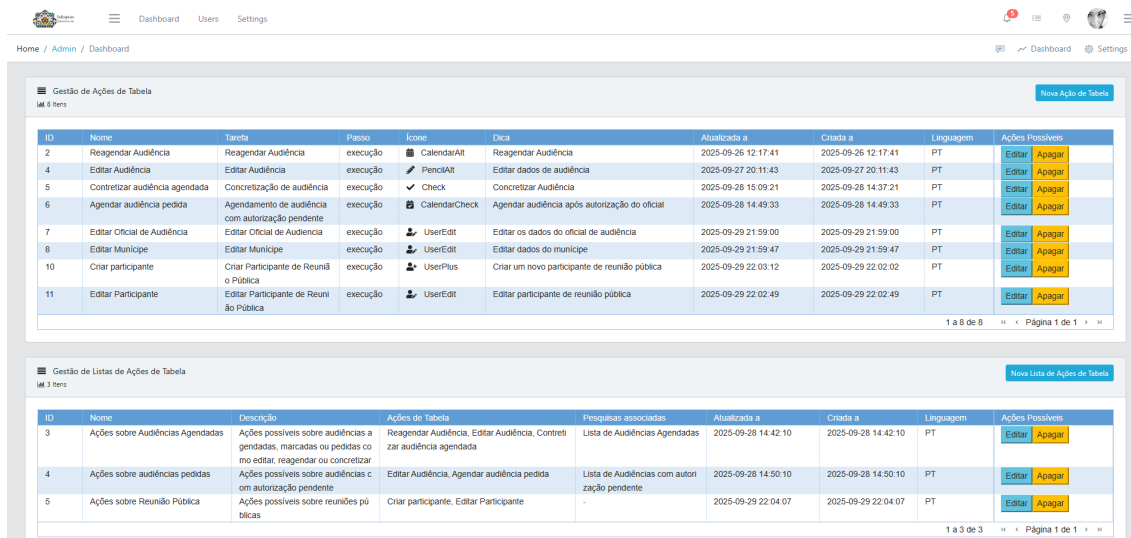 5
Dashboard Users Settings
Home / Admin / Dashboard
Dashboard Settings
Gestão de Ações de Tabela
8 Itens
Nova Ação de Tabela
ID Nome Tarefa Passo Ícone Dica Atualizada a Criada a Linguagem Ações Possíveis
2 Reagendar Audiência Reagendar Audiência execução CalendarAlt Reagendar Audiência 2025-09-26 12:17:41 2025-09-26 12:17:41 PT Editar Apagar
4 Editar Audiência Editar Audiência execução PencilAlt Editar dados de audiência 2025-09-27 20:11:43 2025-09-27 20:11:43 PT Editar Apagar
5 Contretizar audiência agendada Concretização de audiência execução Check Concretizar Audiência 2025-09-28 15:09:21 2025-09-28 14:37:21 PT Editar Apagar
6 Agendar audiência pedida Agendamento de audiência execução CalendarCheck Agendar audiência após autorização do oficial 2025-09-28 14:49:33 2025-09-28 14:49:33 PT Editar Apagar
com autorização pendente
7 Editar Oficial de Audiência Editar Oficial de Audiencia execução UserEdit Editar os dados do oficial de audiência 2025-09-29 21:59:00 2025-09-29 21:59:00 PT Editar Apagar
8 Editar Munícipe Editar Munícipe execução UserEdit Editar dados do munícipe 2025-09-29 21:59:47 2025-09-29 21:59:47 PT Editar Apagar
10 Criar participante Criar Participante de Reuniã execução UserPlus Criar um novo participante de reunião pública 2025-09-29 22:03:12 2025-09-29 22:02:02 PT Editar Apagar
o Pública
11 Editar Participante Editar Participante de Reuni execução UserEdit Editar participante de reunião pública 2025-09-29 22:02:49 2025-09-29 22:02:49 PT Editar Apagar
ão Pública
1 a 8 de 8 Página 1 de 1
Gestão de Listas de Ações de Tabela
3 Itens
Nova Lista de Ações de Tabela
ID Nome Descrição Ações de Tabela Pesquisas associadas Atualizada a Criada a Linguagem Ações Possíveis
3 Ações sobre Audiências Agendadas Ações possíveis sobre audiências a Reagendar Audiência, Editar Audiência, Contreti Lista de Audiências Agendadas 2025-09-28 14:42:10 2025-09-28 14:42:10 PT Editar Apagar
gendadas, marcadas ou pedidas co zar audiência agendada
mo editar, reagendar ou concretizar
4 Ações sobre audiências pedidas Ações possíveis sobre audiências c Editar Audiência, Agendar audiência pedida Lista de Audiências com autori 2025-09-28 14:50:10 2025-09-28 14:50:10 PT Editar Apagar
om autorização pendente zação pendente
5 Ações sobre Reunião Pública Ações possíveis sobre reuniões pú Criar participante, Editar Participante - 2025-09-29 22:04:07 2025-09-29 22:04:07 PT Editar Apagar
blicas
1 a 3 de 3 Página 1 de 1